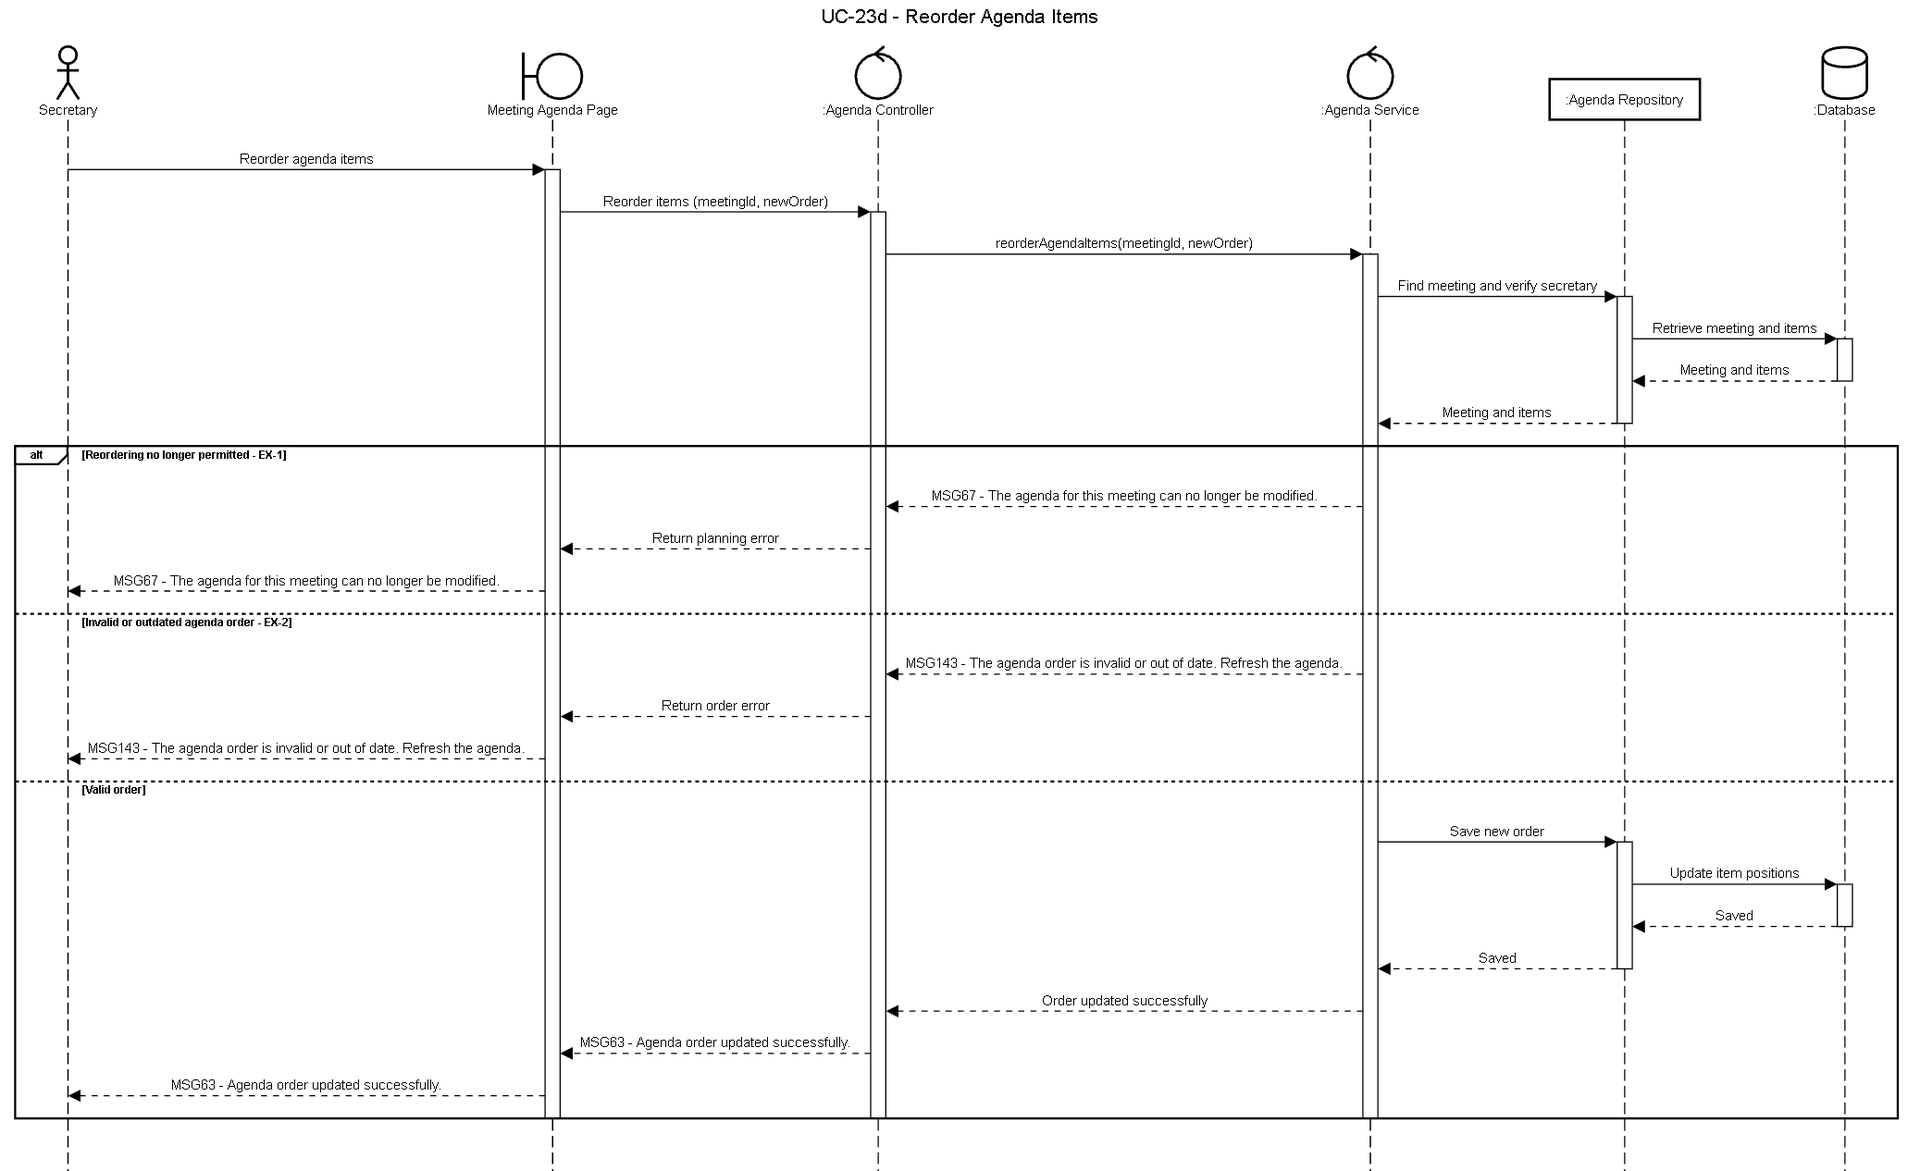 UC-23d - Reorder Agenda Items
Secretary
Meeting Agenda Page
:Agenda Controller
:Agenda Service
:Agenda Repository
:Database
Reorder agenda items
Reorder items (meetingId, newOrder)
reorderAgendaItems(meetingId, newOrder)
Find meeting and verify secretary
Retrieve meeting and items
Meeting and items
Meeting and items
alt
[Reordering no longer permitted - EX-1]
MSG67 - The agenda for this meeting can no longer be modified.
Return planning error
MSG67 - The agenda for this meeting can no longer be modified.
[Invalid or outdated agenda order - EX-2]
MSG143 - The agenda order is invalid or out of date. Refresh the agenda.
Return order error
MSG143 - The agenda order is invalid or out of date. Refresh the agenda.
[Valid order]
Save new order
Update item positions
Saved
Saved
Order updated successfully
MSG63 - Agenda order updated successfully.
MSG63 - Agenda order updated successfully.